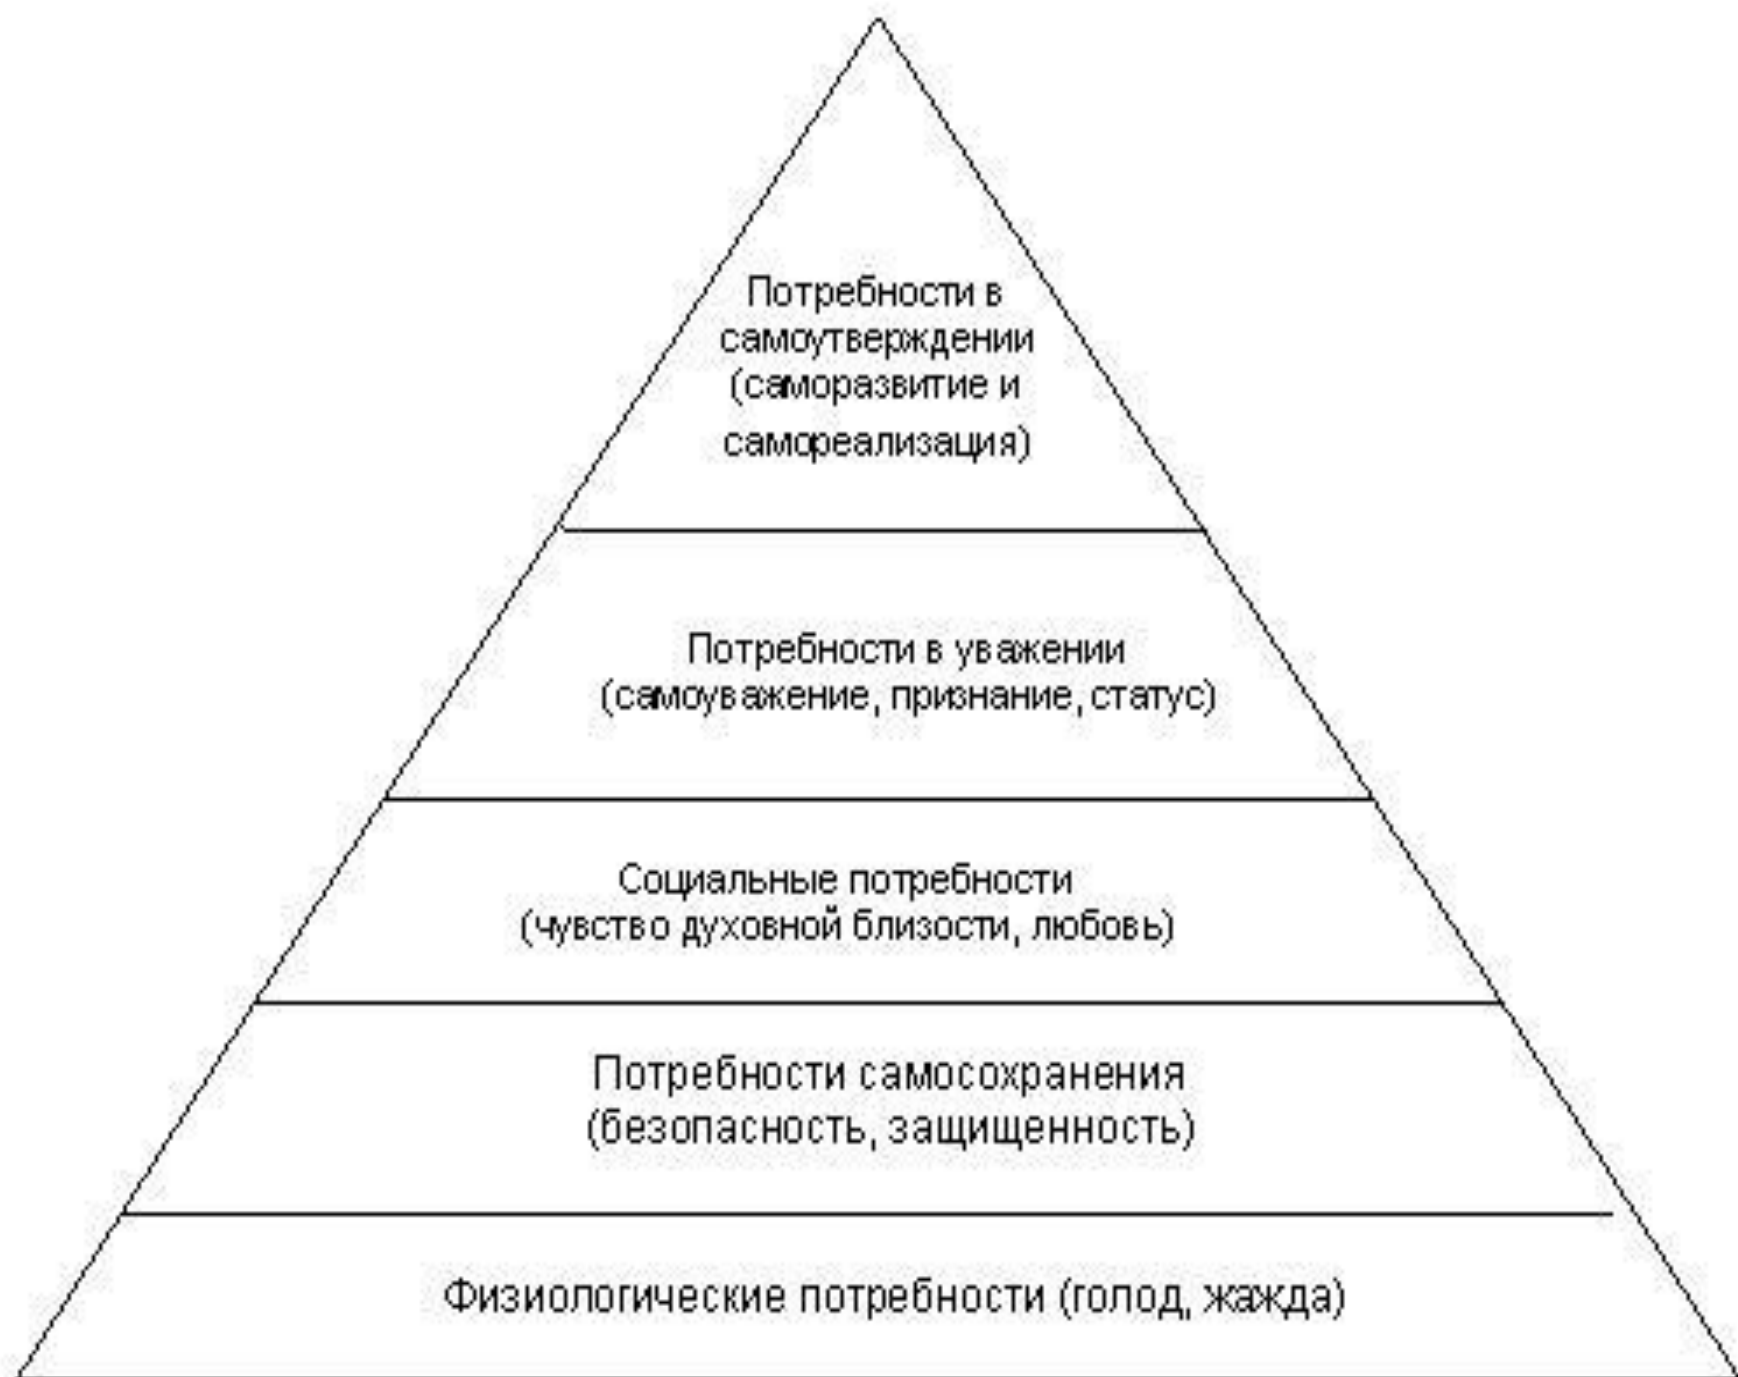 Потребности в
самоутверждении
(саморазвитие и
самореализация)
Потребности в уважении
(самоуважение, признание, статус)
Социальные потребности
(чувство духовной близости, любовь)
Потребности самосохранения
(безопасность, защищенность)
Физиологические потребности (голод, жажда)